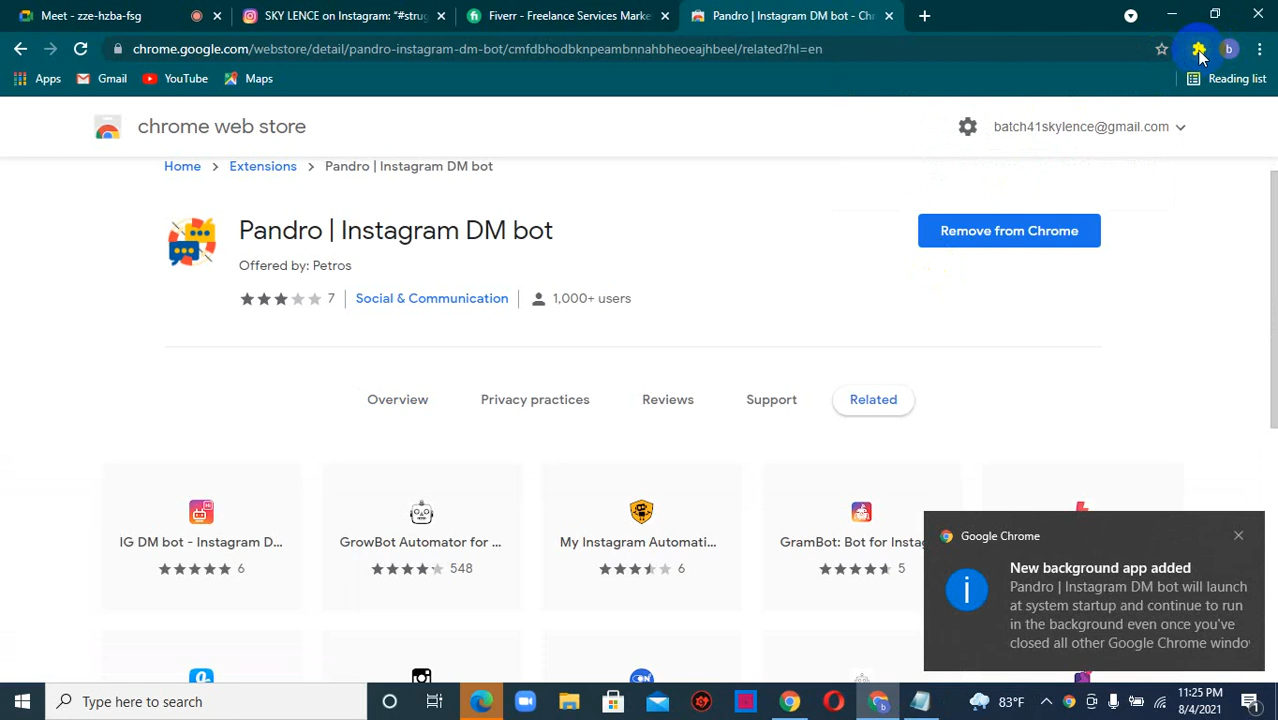 Meet - zze-hzba-fsg
SKY LENCE on Instagram: "#strug
Fiverr - Freelance Services Marke
Pandro | Instagram DM bot - Chr
chrome.google.com/webstore/detail/pandro-instagram-dm-bot/cmfdbhodbknpeambnnahbheoeajhbeel/related?hl=en
b
Apps
Gmail
YouTube
Maps
Reading list
chrome web store
batch41skylence@gmail.com
Home > Extensions > Pandro | Instagram DM bot
Pandro | Instagram DM bot
Remove from Chrome
Offered by: Petros
7
Social & Communication
1,000+ users
Overview
Privacy practices
Reviews
Support
Related
IG DM bot - Instagram D...
6
GrowBot Automator for ...
548
My Instagram Automati...
6
GramBot: Bot for Insta
5
Google Chrome
New background app added
Pandro | Instagram DM bot will launch
at system startup and continue to run
in the background even once you've
closed all other Google Chrome windo
Type here to search
83°F
11:25 PM
8/4/2021
1